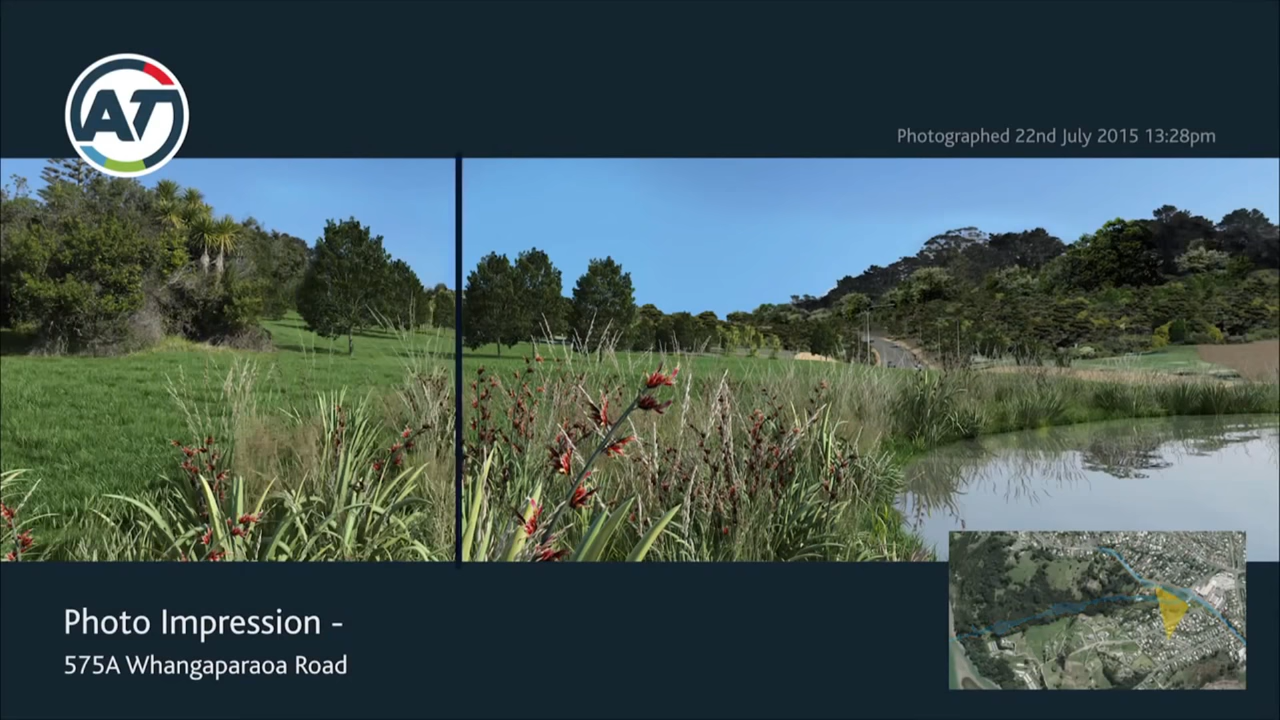 AT
Photographed 22nd July 2015 13:28pm
Photo Impression -
575A Whangaparaoa Road